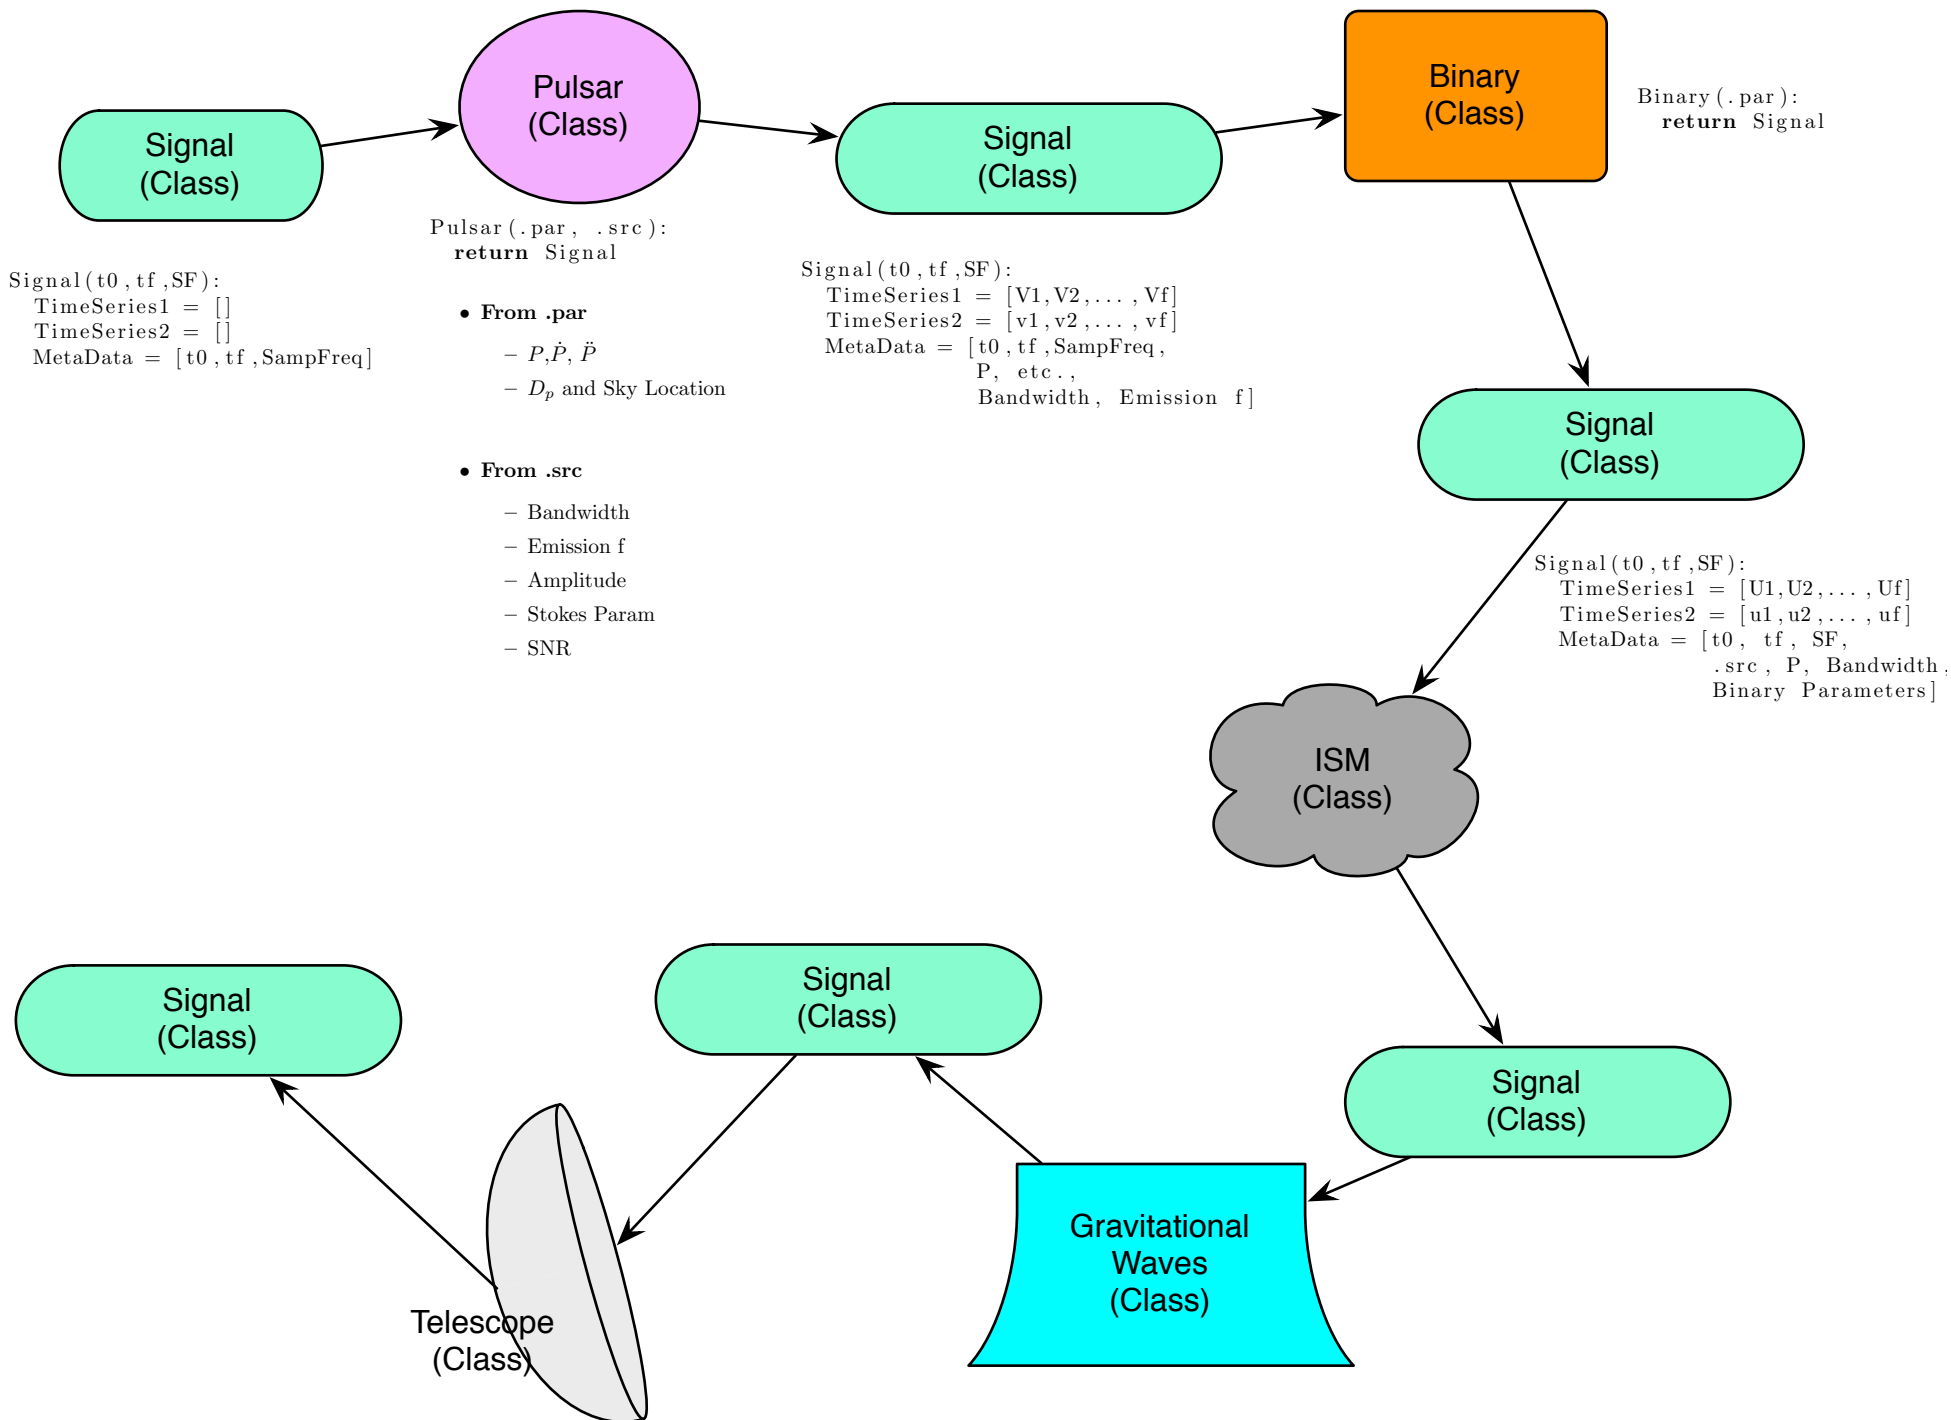 Signal
(Class)
Signal(t0,tf,SF):
TimeSeries1 = []
TimeSeries2 = []
MetaData = [t0,tf,SampFreq]
Pulsar
(Class)
Pulsar(.par, .src):
return Signal
• From .par
– P,Ṗ, P̈
– Dₚ and Sky Location
• From .src
– Bandwidth
– Emission f
– Amplitude
– Stokes Param
– SNR
Signal
(Class)
Signal(t0,tf,SF):
TimeSeries1 = [V1,V2,...,Vf]
TimeSeries2 = [v1,v2,...,vf]
MetaData = [t0,tf,SampFreq,
P, etc.,
Bandwidth, Emission f]
Binary
(Class)
Binary(.par):
return Signal
Signal
(Class)
Signal(t0,tf,SF):
TimeSeries1 = [U1,U2,...,Uf]
TimeSeries2 = [u1,u2,...,uf]
MetaData = [t0, tf, SF,
.src, P, Bandwidth,
Binary Parameters]
ISM
(Class)
Signal
(Class)
Gravitational
Waves
(Class)
Signal
(Class)
Telescope
(Class)
Signal
(Class)